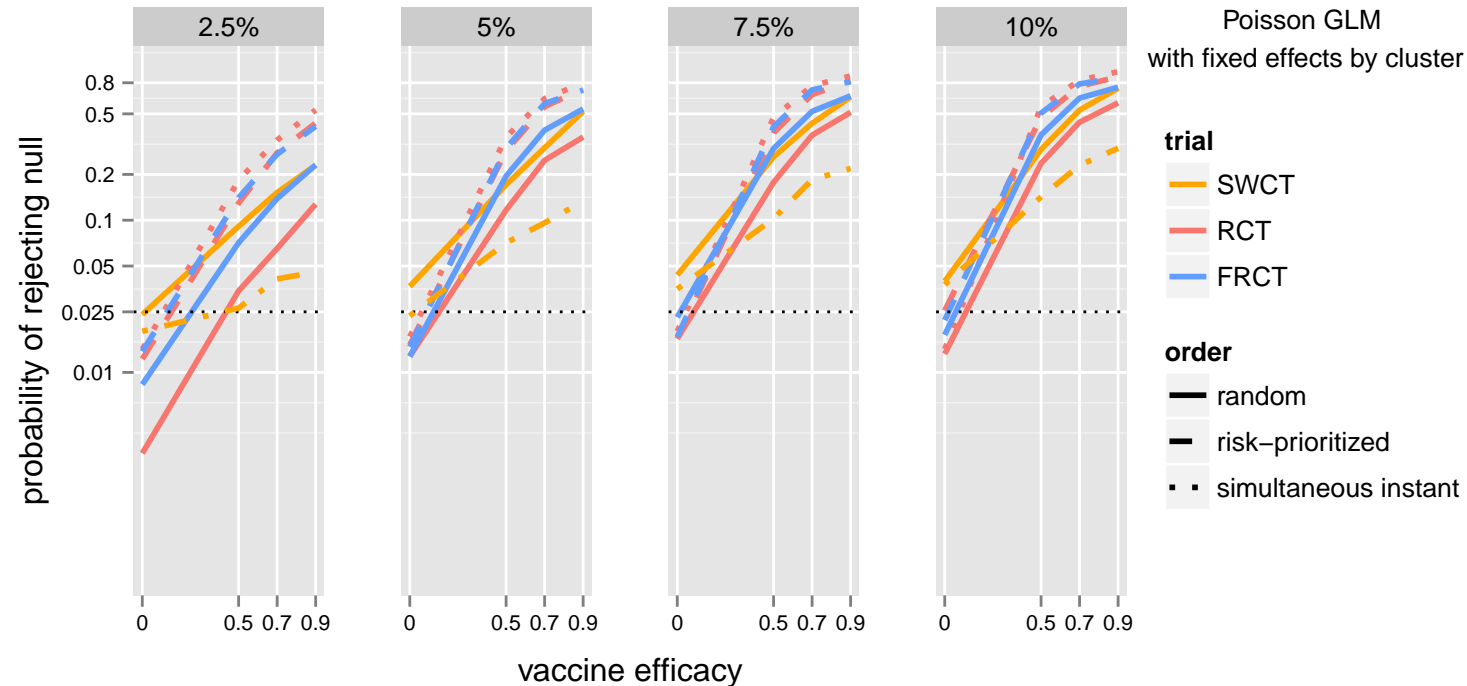 2.5%
5%
7.5%
10%
Poisson GLM
with fixed effects by cluster
probability of rejecting null
0.8
0.5
0.2
0.1
0.05
0.025
0.01
0 0.5 0.7 0.9
0 0.5 0.7 0.9
0 0.5 0.7 0.9
0 0.5 0.7 0.9
vaccine efficacy
trial
SWCT
RCT
FRCT
order
random
risk−prioritized
simultaneous instant